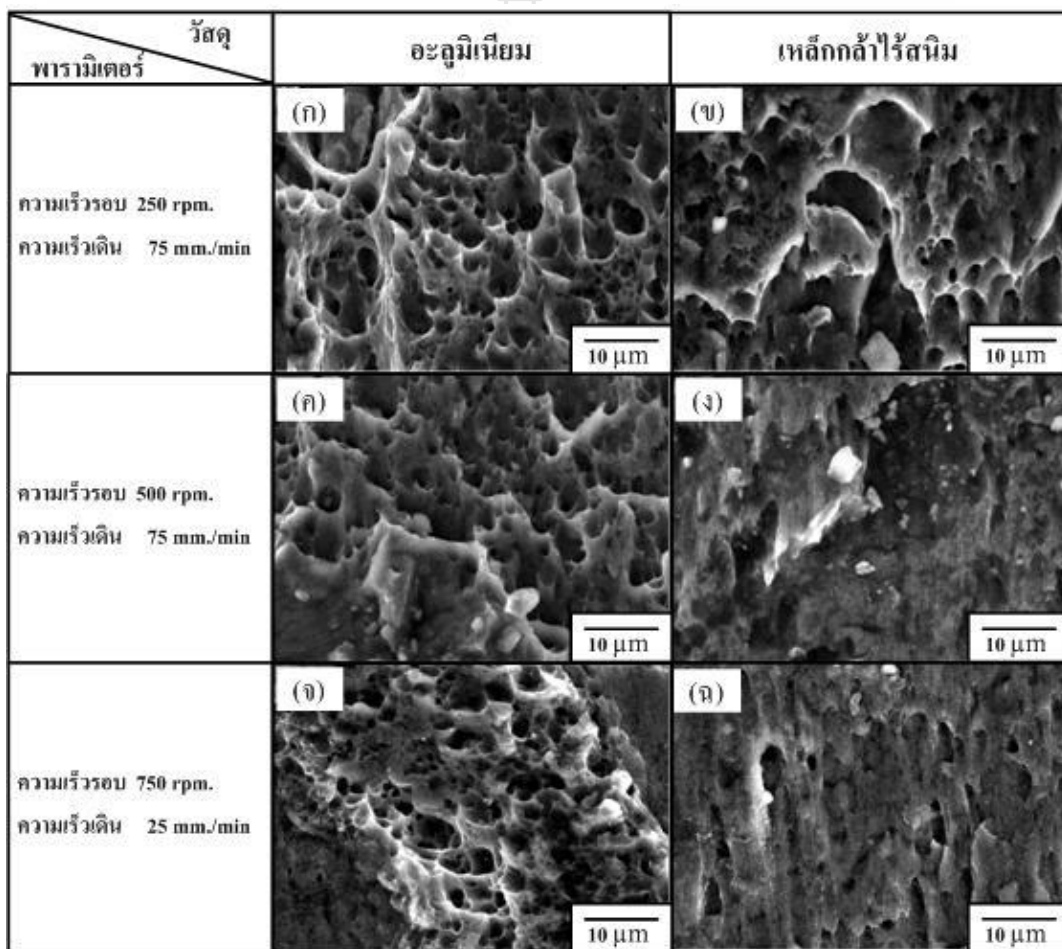 วัสดุ
พารามิเตอร์
อะลูมิเนียม
เหล็กกล้าไร้สนิม
ความเร็วรอบ 250 rpm.
ความเร็วเดิน 75 mm./min
(ก)
10 µm
(ข)
10 µm
ความเร็วรอบ 500 rpm.
ความเร็วเดิน 75 mm./min
(ค)
10 µm
(ง)
10 µm
ความเร็วรอบ 750 rpm.
ความเร็วเดิน 25 mm./min
(จ)
10 µm
(ฉ)
10 µm